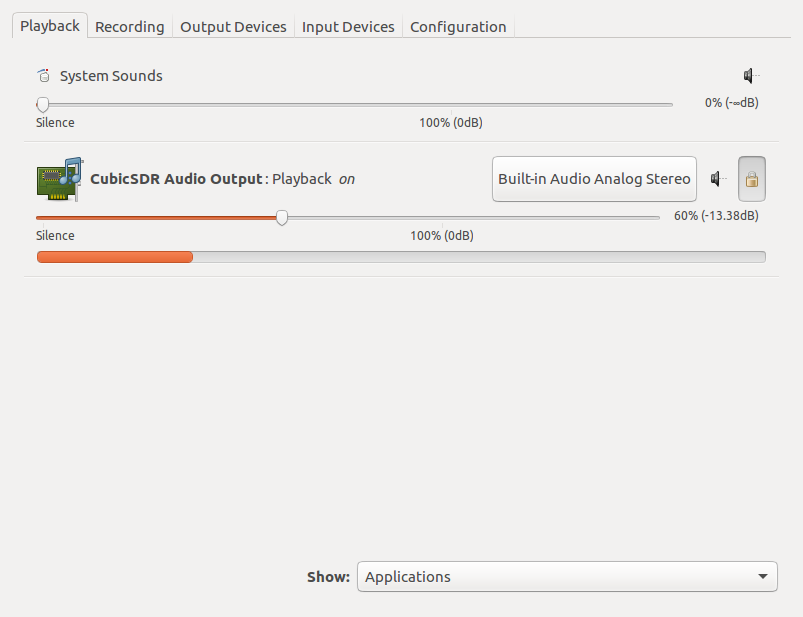 Playback Recording Output Devices Input Devices Configuration
System Sounds
0% (-∞dB)
Silence 100% (0dB)
CubicSDR Audio Output: Playback on Built-in Audio Analog Stereo
60% (-13.38dB)
Silence 100% (0dB)
Show: Applications